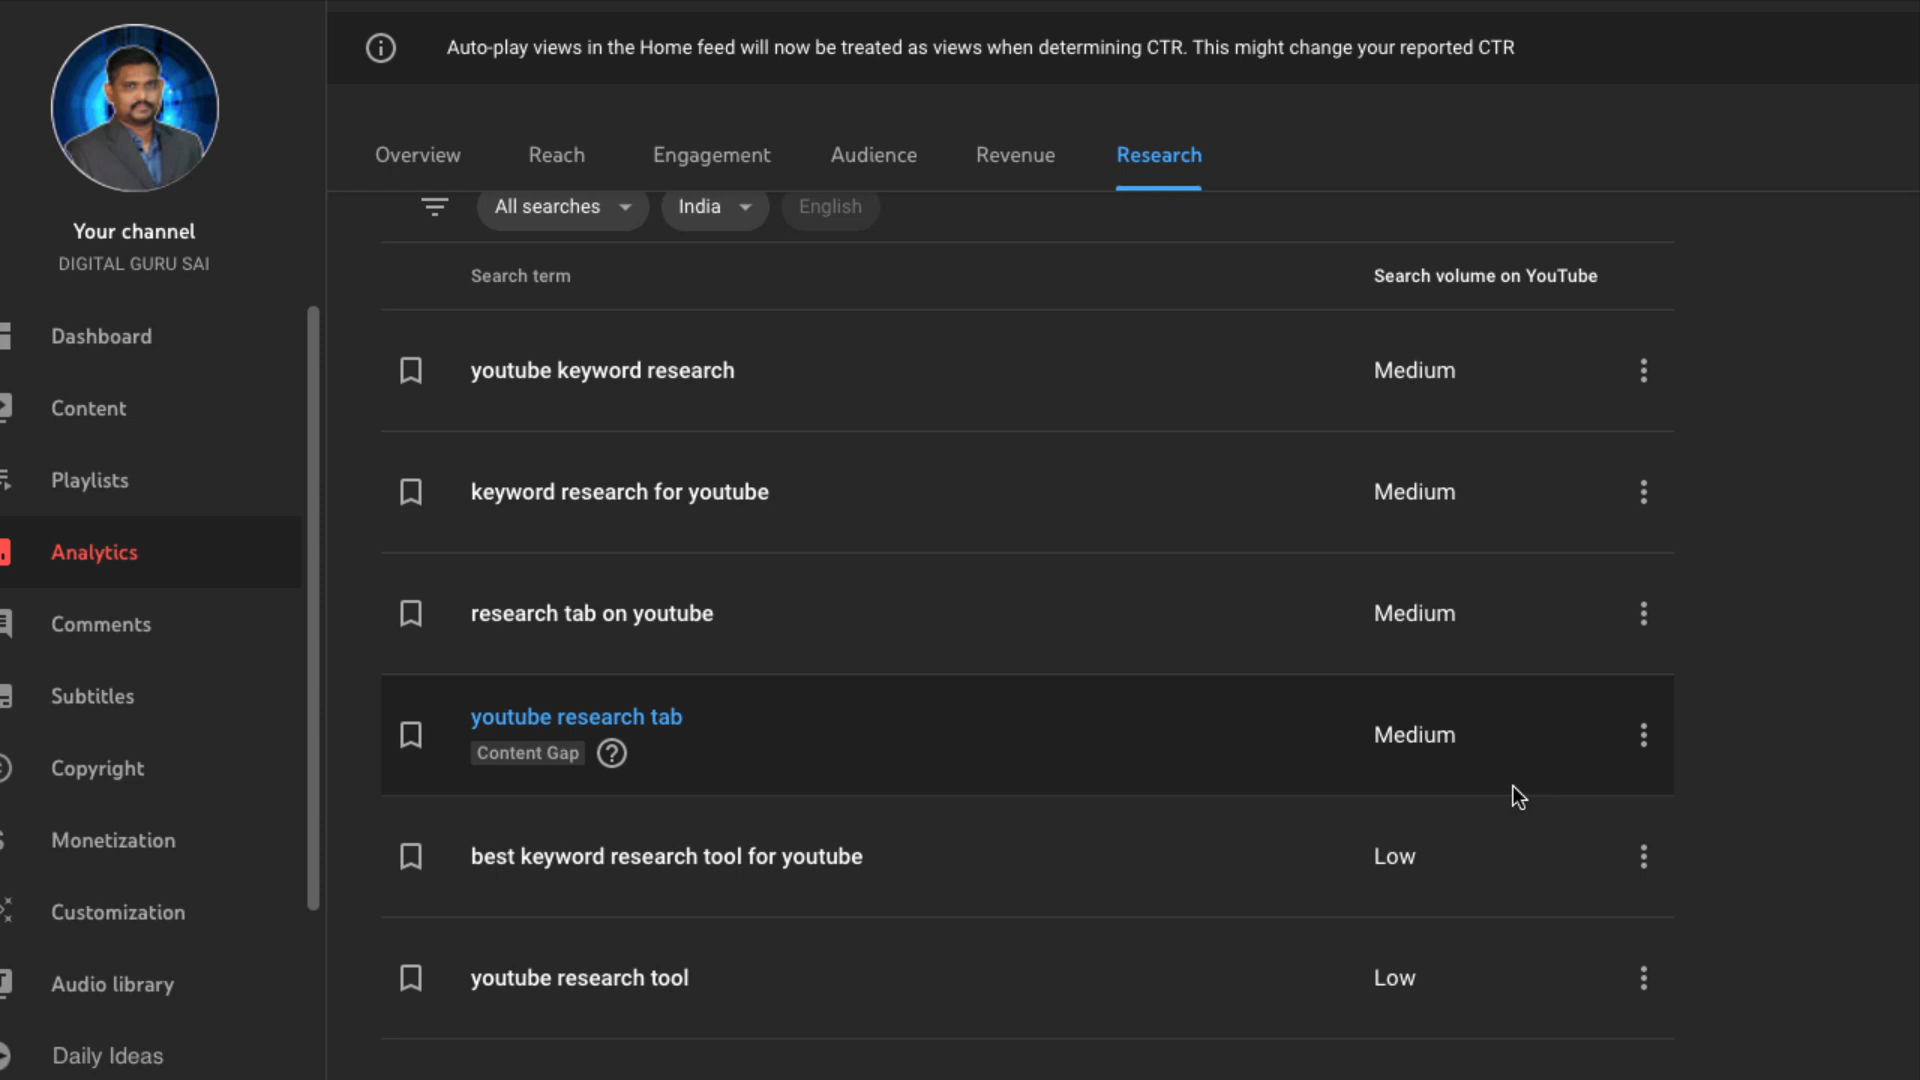 Auto-play views in the Home feed will now be treated as views when determining CTR. This might change your reported CTR
Your channel
DIGITAL GURU SAI
Dashboard
Content
Playlists
Analytics
Comments
Subtitles
Copyright
Monetization
Customization
Audio library
Daily Ideas
Overview Reach Engagement Audience Revenue Research
All searches India English
Search term Search volume on YouTube
youtube keyword research Medium
keyword research for youtube Medium
research tab on youtube Medium
youtube research tab
Content Gap ?
Medium
best keyword research tool for youtube Low
youtube research tool Low